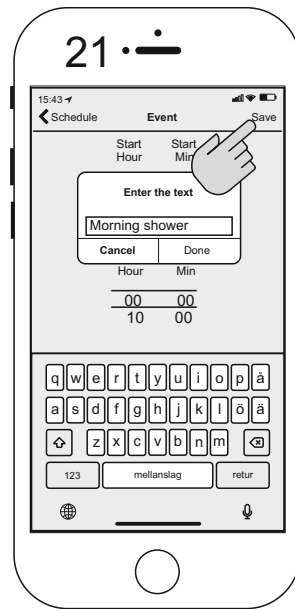 21
15:43
Schedule Event Save
Start Start
Hour Min
Enter the text
Morning shower
Cancel Done
Hour Min
00 00
10 00
q w e r t y u i o p å
a s d f g h j k l ö ä
z x c v b n m
123 mellanslag retur